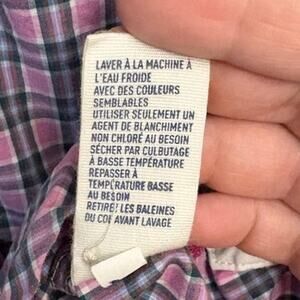 LAVER À LA MACHINE À
L'EAU FROIDE
AVEC DES COULEURS
SEMBLABLES
UTILISER SEULEMENT UN
AGENT DE BLANCHIMENT
NON CHLORÉ AU BESOIN
SÉCHER PAR CULBUTAGE
À BASSE TEMPÉRATURE
REPASSER À
TEMPÉRATURE BASSE
AU BESOIN
RETIRE! LES BALEINES
DU COL AVANT LAVAGE